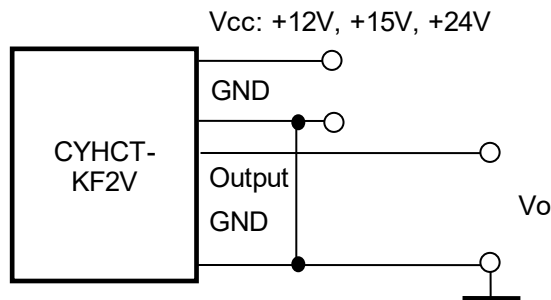 Vcc: +12V, +15V, +24V
GND
CYHCT-
KF2V
Output
GND
Vo